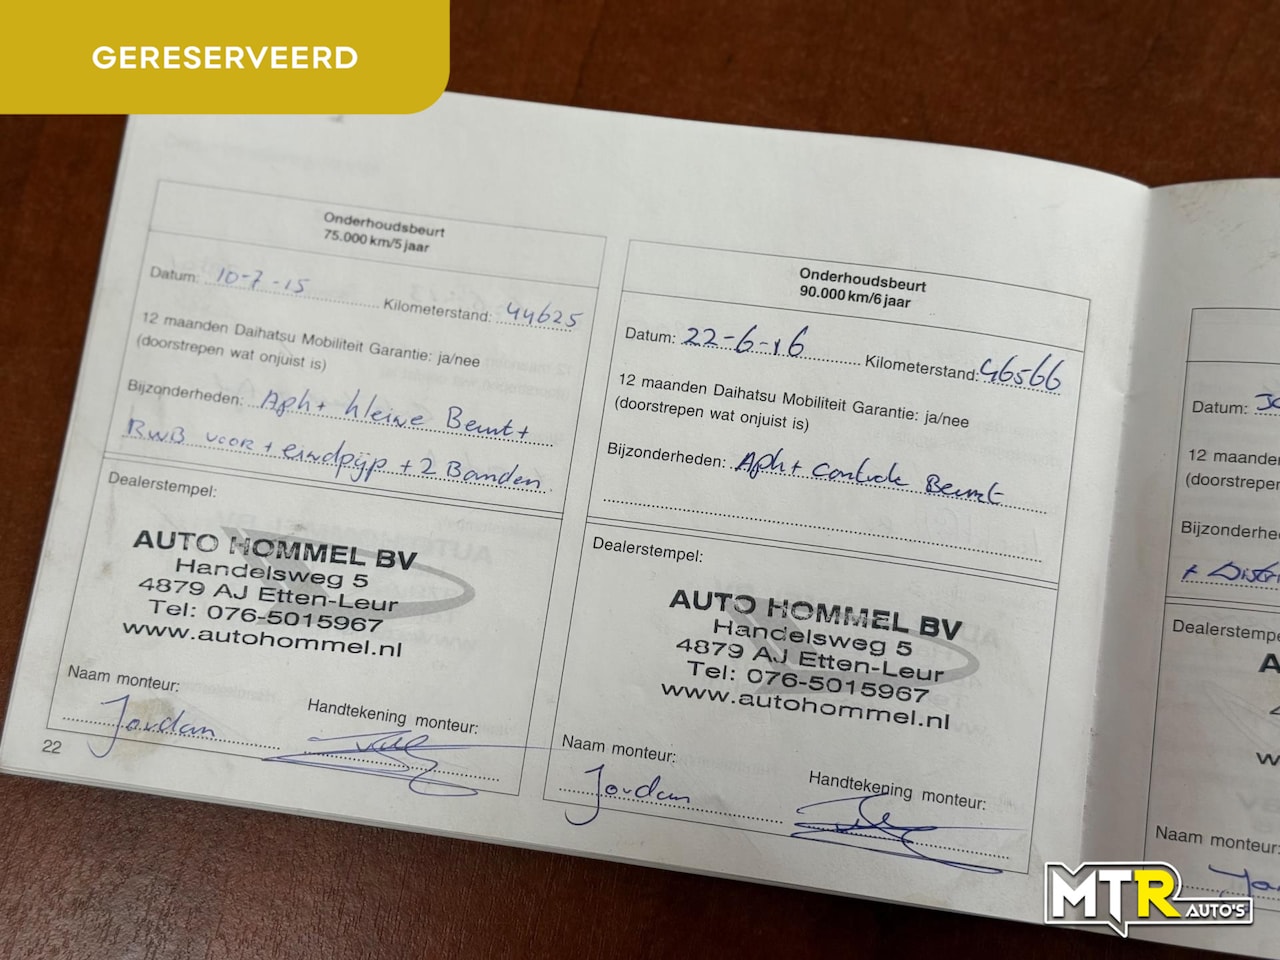 GERESERVEERD
Onderhoudsbeurt
75.000 km/5 jaar
Datum: 10-7-15 Kilometerstand: 44625
12 maanden Daihatsu Mobiliteit Garantie: ja/nee
(doorstrepen wat onjuist is)
Bijzonderheden: Aph + kleine Beurt +
RWB voor + eindpijp + 2 Banden
Dealerstempel:
AUTO HOMMEL BV
Handelsweg 5
4879 AJ Etten-Leur
Tel: 076-5015967
www.autohommel.nl
Naam monteur:
Handtekening monteur:
Jordan
22
Onderhoudsbeurt
90.000 km/6 jaar
Datum: 22-6-16 Kilometerstand: 46566
12 maanden Daihatsu Mobiliteit Garantie: ja/nee
(doorstrepen wat onjuist is)
Bijzonderheden: Aph + controle Beurt
Dealerstempel:
AUTO HOMMEL BV
Handelsweg 5
4879 AJ Etten-Leur
Tel: 076-5015967
www.autohommel.nl
Naam monteur:
Handtekening monteur:
Jordan
Datum:
12 maanden
(doorstrepen
Bijzonderhe
Dealerstempe
Naam monteur:
MTR AUTO'S